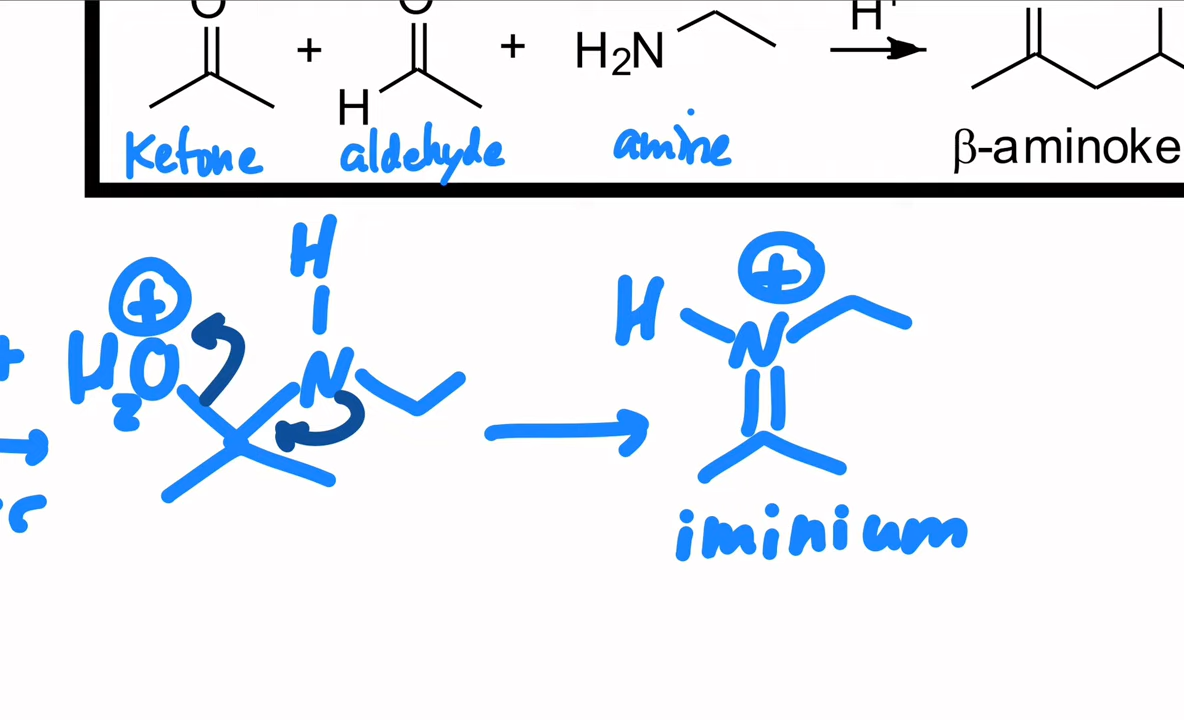 O O H⁺
+ + H₂N
H
Ketone aldehyde amine β-aminoke
H
⊕ ⊕
H₂O N H N
iminium